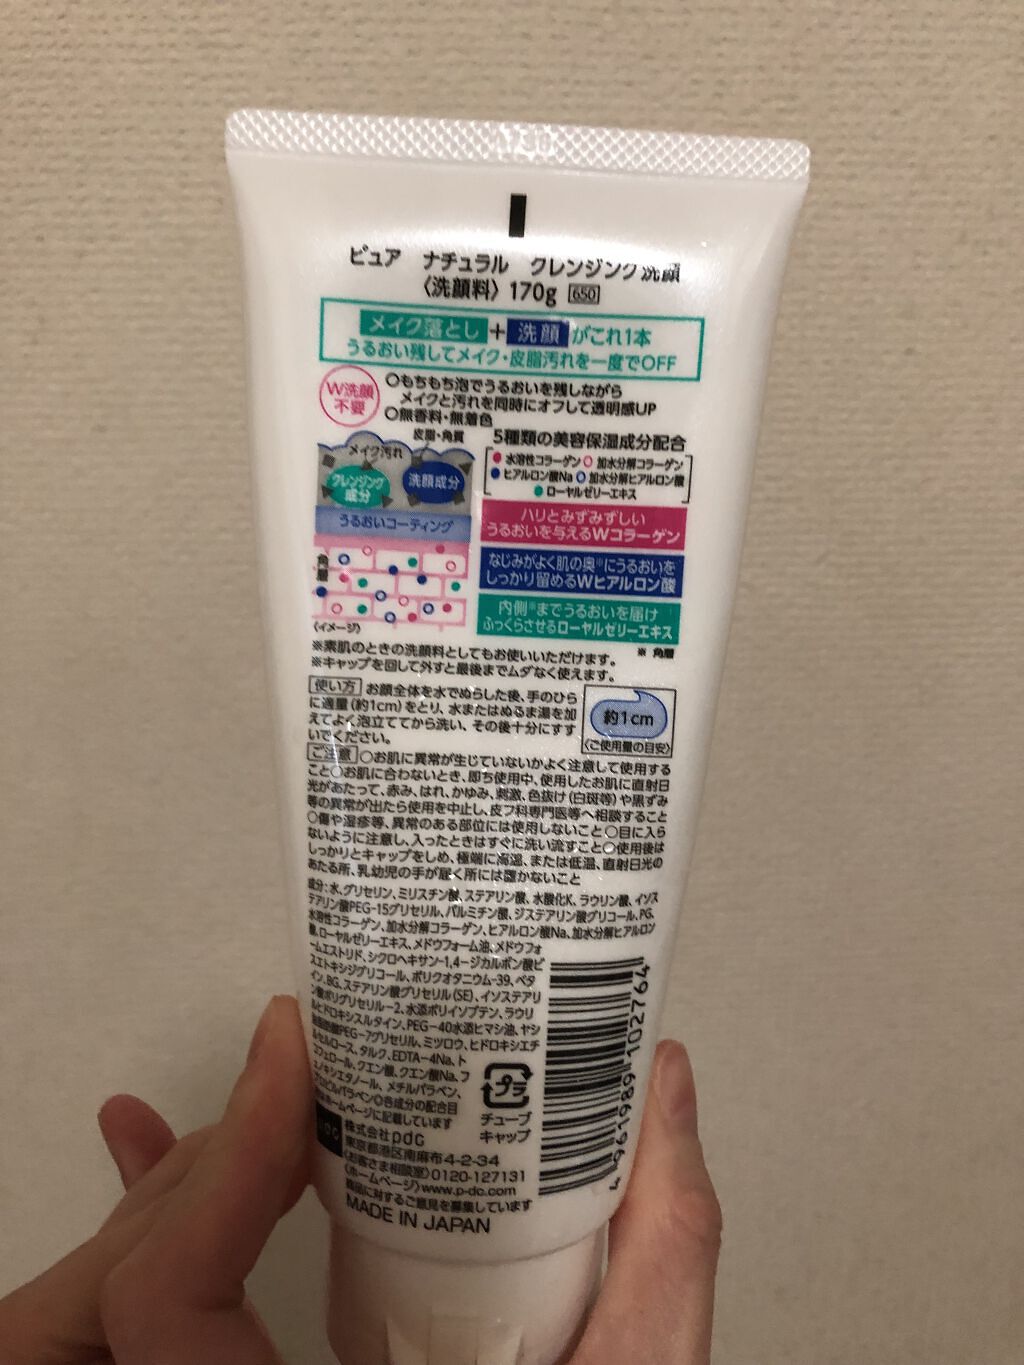 ピュア ナチュラル クレンジング洗顔
〈洗顔料〉170g 650
メイク落とし+洗顔がこれ1本
うるおい残してメイク・皮脂汚れを一度でOFF
W洗顔
不要
○もちもち泡でうるおいを残しながら
メイクと汚れを同時にオフして透明感UP
○無香料・無着色
皮脂・角質
メイク汚れ
クレンジング
成分
洗顔成分
うるおいコーティング
角層
〈イメージ〉
5種類の美容保湿成分配合
水溶性コラーゲン 加水分解コラーゲン
ヒアルロン酸Na 加水分解ヒアルロン酸
ローヤルゼリーエキス
ハリとみずみずしい
うるおいを与えるWコラーゲン
なじみがよく肌の奥※にうるおいを
しっかり留めるWヒアルロン酸
内側※までうるおいを届け
ふっくらさせるローヤルゼリーエキス
※ 角層
※素肌のときの洗顔料としてもお使いいただけます。
※キャップを回して外すと最後までムダなく使えます。
使い方 お顔全体を水でぬらした後、手のひら
に適量(約1cm)をとり、水またはぬるま湯を加
えてよく泡立ててから洗い、その後十分にすす
いでください。
約1cm
〈ご使用量の目安〉
ご注意 ○お肌に異常が生じていないかよく注意して使用する
こと○お肌に合わないとき、即ち使用中、使用したお肌に直射日
光があたって、赤み、はれ、かゆみ、刺激、色抜け(白斑等)や黒ずみ
等の異常が出たら使用を中止し、皮フ科専門医等へ相談すること
○傷や湿疹等、異常のある部位には使用しないこと○目に入ら
ないように注意し、入ったときはすぐに洗い流すこと○使用後は
しっかりとキャップをしめ、極端に高温、または低温、直射日光の
あたる所、乳幼児の手が届く所には置かないこと
成分:水、グリセリン、ミリスチン酸、ステアリン酸、水酸化K、ラウリン酸、イソス
テアリン酸PEG-15グリセリル、パルミチン酸、ジステアリン酸グリコール、PG、
水溶性コラーゲン、加水分解コラーゲン、ヒアルロン酸Na、加水分解ヒアルロン
酸、ローヤルゼリーエキス、メドウフォーム油、メドウフォ
ームエストリド、シクロヘキサン-1,4-ジカルボン酸ビ
スエトキシジグリコール、ポリクオタニウム-39、ベタ
イン、BG、ステアリン酸グリセリル(SE)、イソステアリ
ン酸ポリグリセリル-2、水添ポリイソブテン、ラウリ
ルヒドロキシスルタイン、PEG-40水添ヒマシ油、ヤシ
油脂肪酸PEG-7グリセリル、ミツロウ、ヒドロキシエチ
ルセルロース、タルク、EDTA-4Na、ト
コフェロール、クエン酸、クエン酸Na、フ
ェノキシエタノール、メチルパラベン、
プロピルパラベン○各成分の配合目
的はホームページに記載しています
プラ
チューブ
キャップ
pdc
株式会社pdc
東京都港区南麻布4-2-34
〈お客さま相談室〉0120-127131
〈ホームページ〉www.p-dc.com
商品に対するご意見を募集しています
MADE IN JAPAN
4961989102764